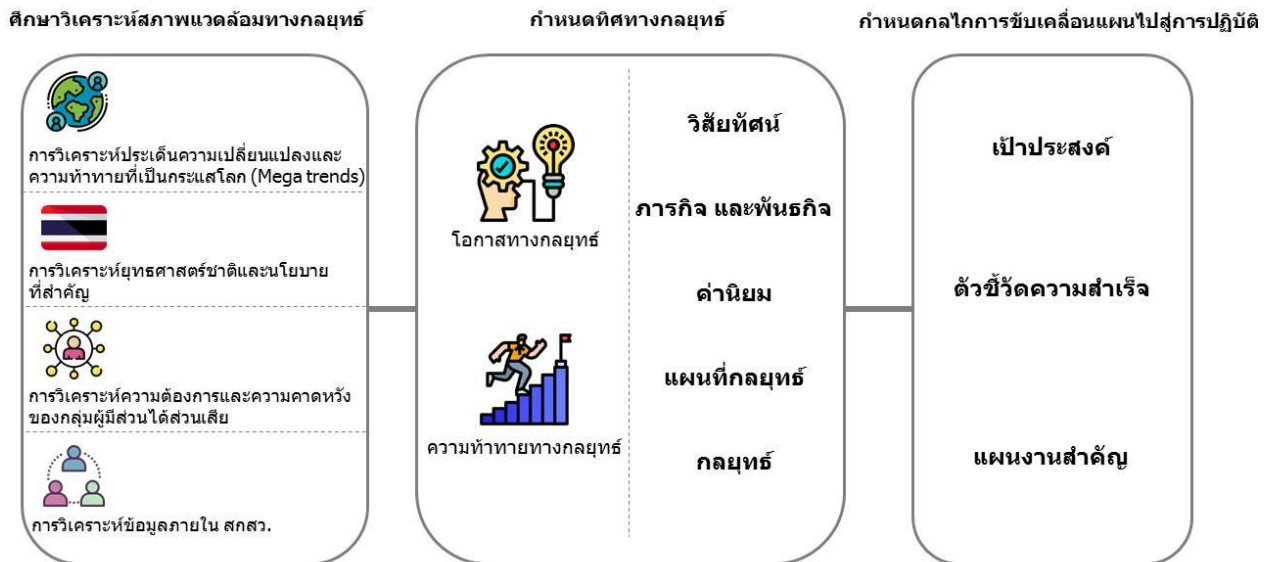 ศึกษาวิเคราะห์สภาพแวดล้อมทางกลยุทธ์
การวิเคราะห์ประเด็นความเปลี่ยนแปลงและ
ความท้าทายที่เป็นกระแสโลก (Mega trends)
การวิเคราะห์ยุทธศาสตร์ชาติและนโยบาย
ที่สำคัญ
การวิเคราะห์ความต้องการและความคาดหวัง
ของกลุ่มผู้มีส่วนได้ส่วนเสีย
การวิเคราะห์ข้อมูลภายใน สกสว.
กำหนดทิศทางกลยุทธ์
โอกาสทางกลยุทธ์
ความท้าทายทางกลยุทธ์
วิสัยทัศน์
ภารกิจ และพันธกิจ
ค่านิยม
แผนที่กลยุทธ์
กลยุทธ์
กำหนดกลไกการขับเคลื่อนแผนไปสู่การปฏิบัติ
เป้าประสงค์
ตัวชี้วัดความสำเร็จ
แผนงานสำคัญ